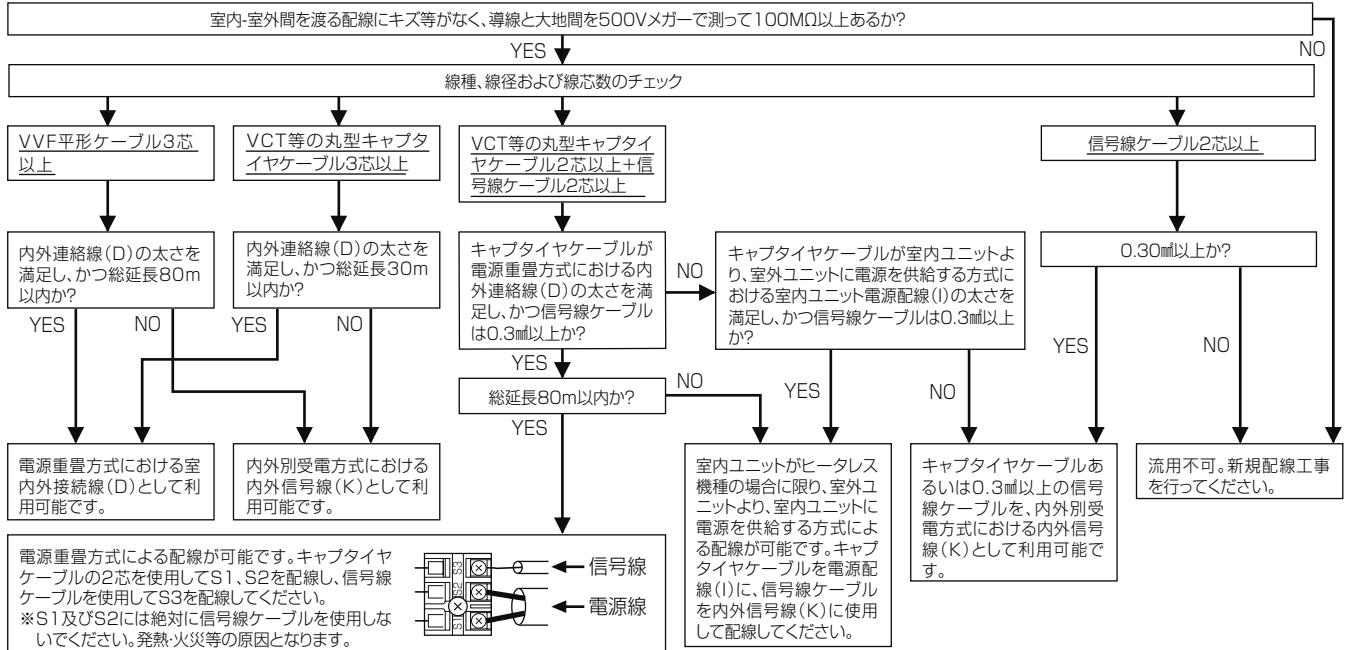 室内-室外間を渡る配線にキズ等がなく、導線と大地間を500Vメガーで測って100MΩ以上あるか?
YES
NO
線種、線径および線芯数のチェック
VVF平形ケーブル3芯
以上
VCT等の丸型キャプタ
イヤケーブル3芯以上
VCT等の丸型キャプタイ
ヤケーブル2芯以上+信
号線ケーブル2芯以上
信号線ケーブル2芯以上
内外連絡線(D)の太さを
満足し、かつ総延長80m
以内か?
内外連絡線(D)の太さを
満足し、かつ総延長30m
以内か?
キャプタイヤケーブルが
電源重畳方式における内
外連絡線(D)の太さを満
足し、かつ信号線ケーブル
は0.3㎟以上か?
NO
キャプタイヤケーブルが室内ユニットよ
り、室外ユニットに電源を供給する方式に
おける室内ユニット電源配線(I)の太さを
満足し、かつ信号線ケーブルは0.3㎟以上
か?
0.30㎟以上か?
YES
NO
YES
NO
YES
YES
NO
YES
NO
総延長80m以内か?
NO
YES
YES
NO
電源重畳方式における室
内外接続線(D)として利
用可能です。
内外別受電方式における
内外信号線(K)として利
用可能です。
室内ユニットがヒータレス
機種の場合に限り、室外ユ
ニットより、室内ユニットに
電源を供給する方式によ
る配線が可能です。キャプ
タイヤケーブルを電源配
線(I)に、信号線ケーブル
を内外信号線(K)に使用
して配線してください。
キャプタイヤケーブルあ
るいは0.3㎟以上の信号
線ケーブルを、内外別受
電方式における内外信号
線(K)として利用可能で
す。
流用不可。新規配線工事
を行ってください。
電源重畳方式による配線が可能です。キャプタイヤ
ケーブルの2芯を使用してS1、S2を配線し、信号線
ケーブルを使用してS3を配線してください。
※S1及びS2には絶対に信号線ケーブルを使用しな
いでください。発熱・火災等の原因となります。
S3
S2
S1
信号線
電源線